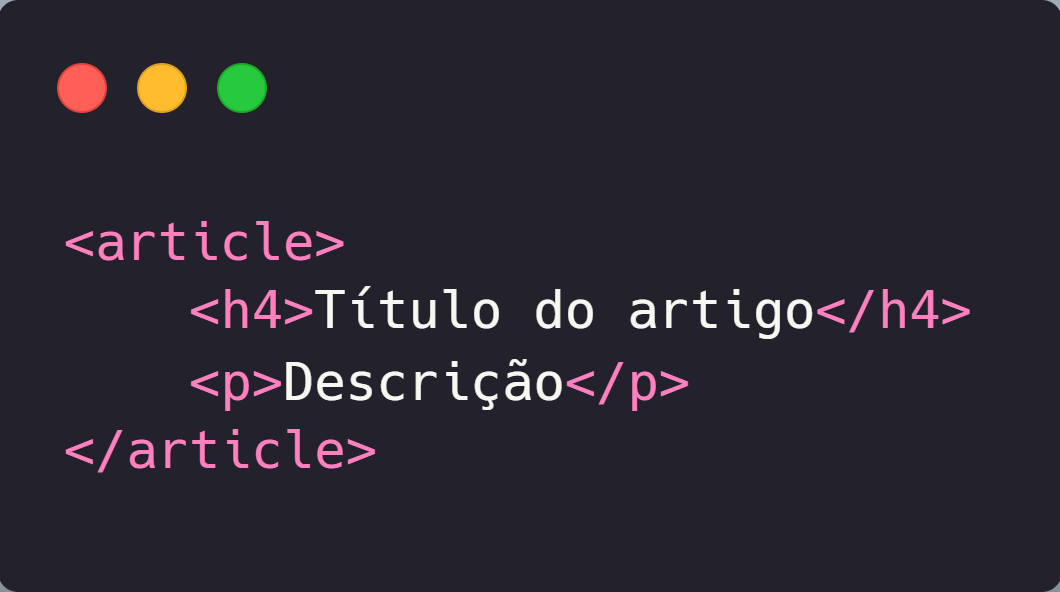 <article>
    <h4>Título do artigo</h4>
    <p>Descrição</p>
</article>